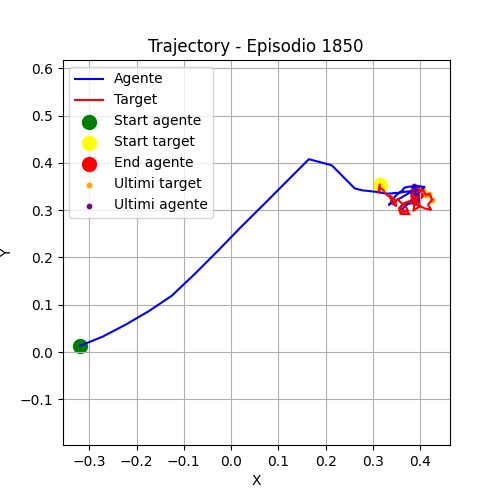 Trajectory - Episodio 1850
Agente
Target
Start agente
Start target
End agente
Ultimi target
Ultimi agente
0.6
0.5
0.4
0.3
0.2
0.1
0.0
−0.1
Y
−0.3 −0.2 −0.1 0.0 0.1 0.2 0.3 0.4
X